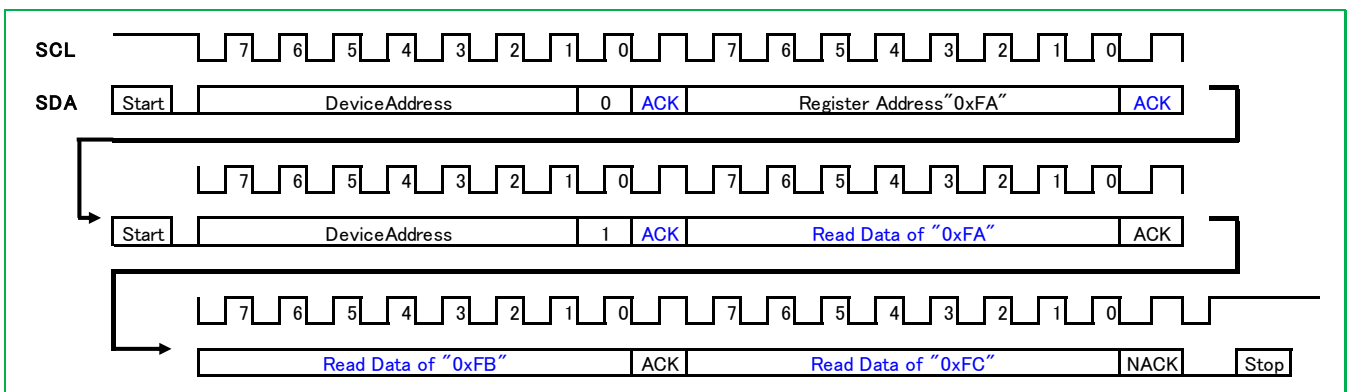 SCL 7 6 5 4 3 2 1 0 7 6 5 4 3 2 1 0
SDA Start DeviceAddress 0 ACK Register Address"0xFA" ACK
7 6 5 4 3 2 1 0 7 6 5 4 3 2 1 0
Start DeviceAddress 1 ACK Read Data of "0xFA" ACK
7 6 5 4 3 2 1 0 7 6 5 4 3 2 1 0
Read Data of "0xFB" ACK Read Data of "0xFC" NACK Stop